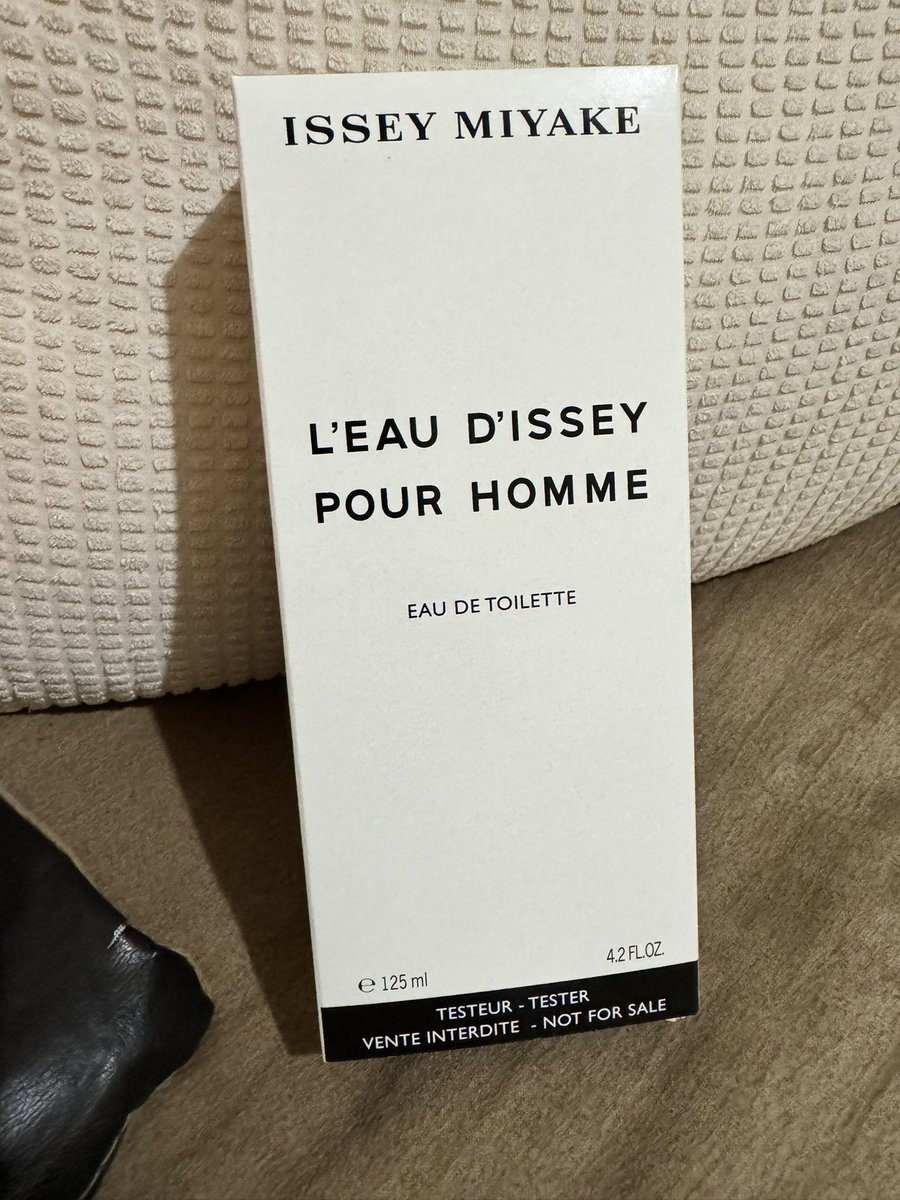 ISSEY MIYAKE
L'EAU D'ISSEY
POUR HOMME
EAU DE TOILETTE
℮ 125 ml
4.2 FL.OZ.
TESTEUR - TESTER
VENTE INTERDITE - NOT FOR SALE